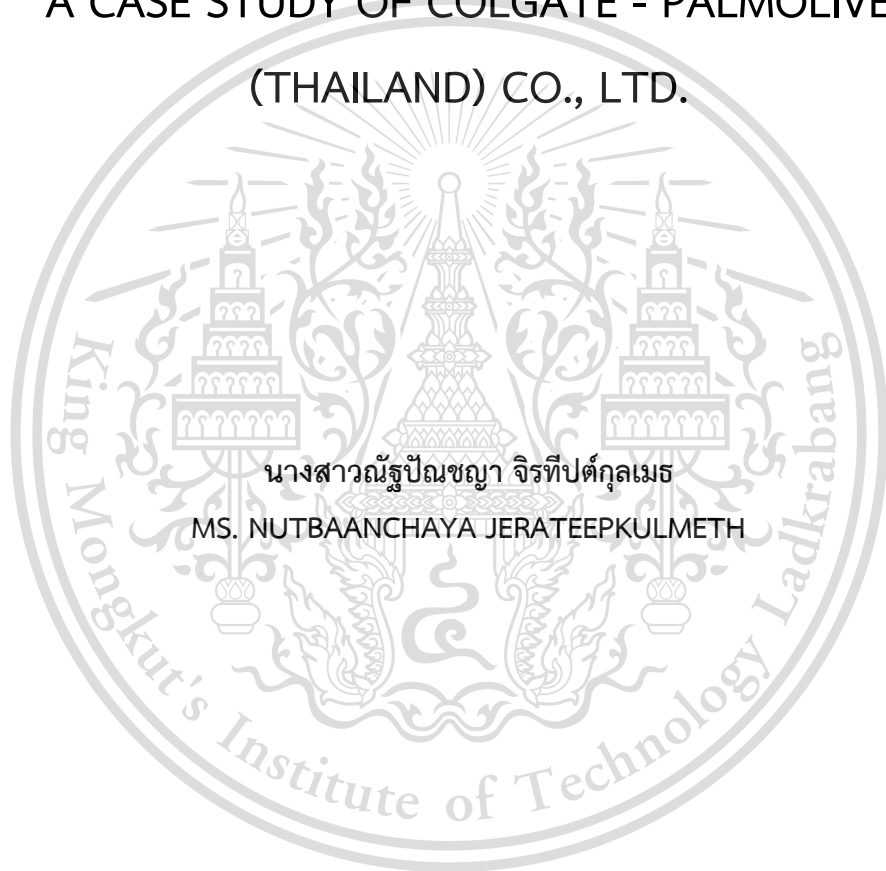 A CASE STUDY OF COLGATE - PALMOLIVE
(THAILAND) CO., LTD.
นางสาวณัฐปัณชญา จิรทีปต์กุลเมธ
MS. NUTBAANCHAYA JERATEEPKULMETH
King Mongkut's Institute of Technology Ladkrabang